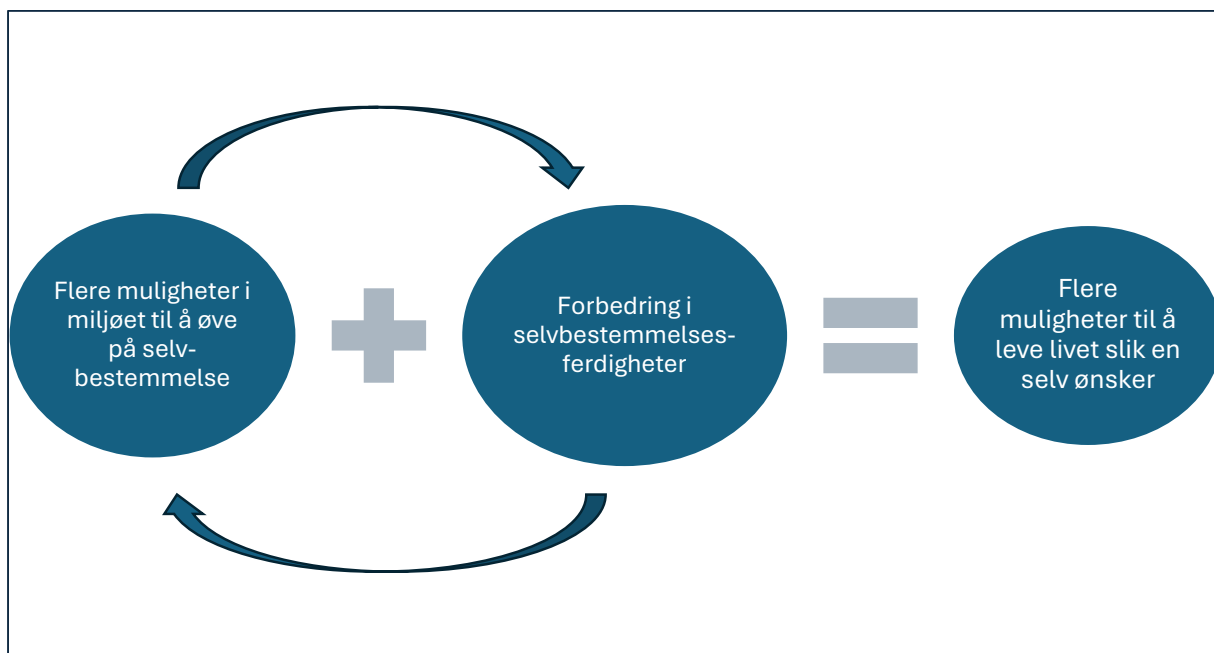 Flere muligheter i
miljøet til å øve
på selv-
bestemmelse
Forbedring i
selvbestemmelses-
ferdigheter
Flere
muligheter til å
leve livet slik en
selv ønsker